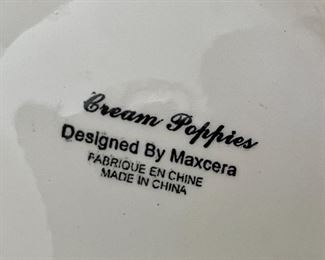 Cream Poppies
Designed By Maxcera
FABRIQUE EN CHINE
MADE IN CHINA